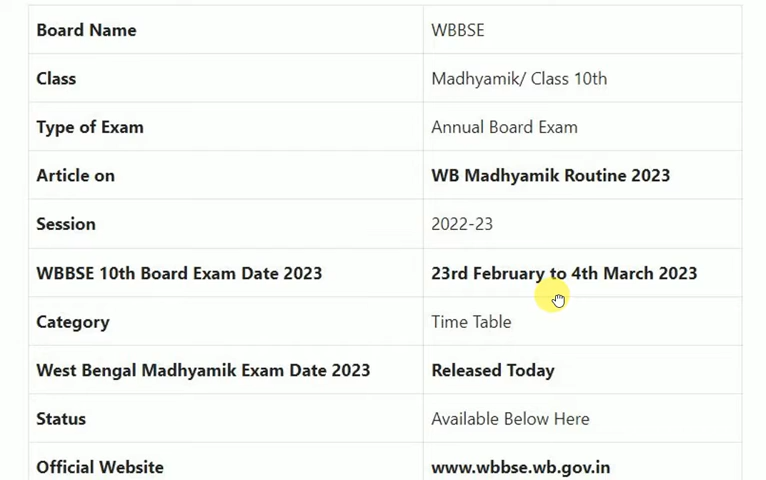 Board Name WBBSE
Class Madhyamik/ Class 10th
Type of Exam Annual Board Exam
Article on WB Madhyamik Routine 2023
Session 2022-23
WBBSE 10th Board Exam Date 2023 23rd February to 4th March 2023
Category Time Table
West Bengal Madhyamik Exam Date 2023 Released Today
Status Available Below Here
Official Website www.wbbse.wb.gov.in